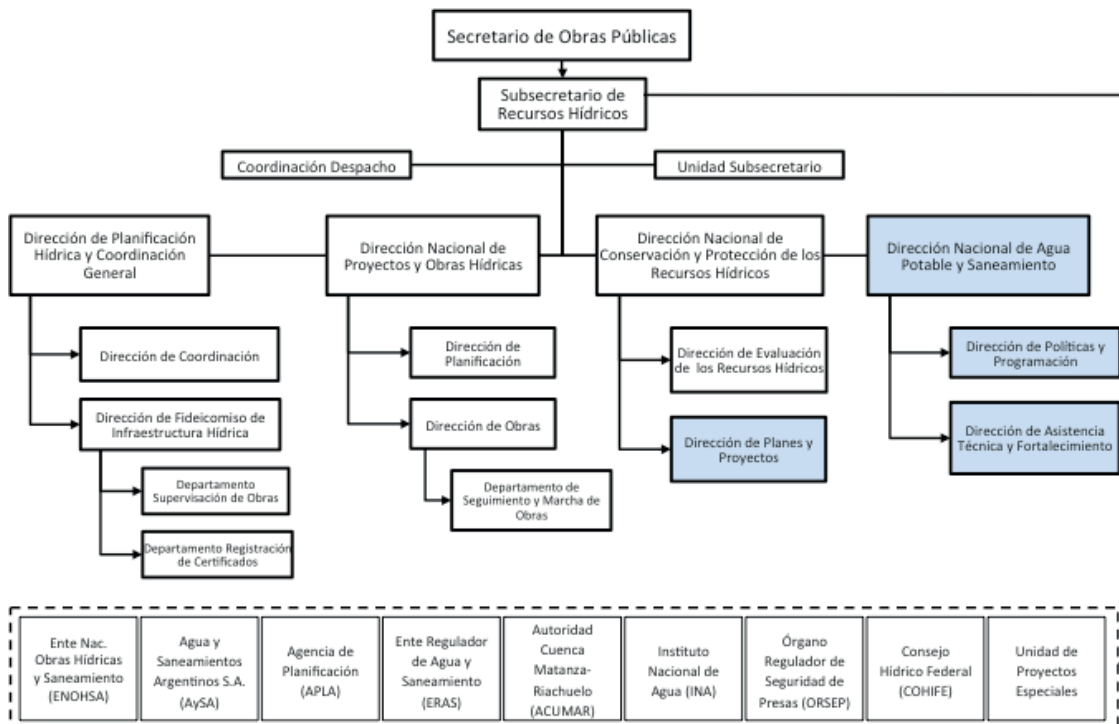 Secretario de Obras Públicas
Subsecretario de
Recursos Hídricos
Coordinación Despacho
Unidad Subsecretario
Dirección de Planificación
Hídrica y Coordinación
General
Dirección Nacional de
Proyectos y Obras Hídricas
Dirección Nacional de
Conservación y Protección de los
Recursos Hídricos
Dirección Nacional de Agua
Potable y Saneamiento
Dirección de Coordinación
Dirección de Fideicomiso de
Infraestructura Hídrica
Departamento
Supervisación de Obras
Departamento Registración
de Certificados
Dirección de
Planificación
Dirección de Obras
Departamento de
Seguimiento y Marcha de
Obras
Dirección de Evaluación
de los Recursos Hídricos
Dirección de Planes y
Proyectos
Dirección de Políticas y
Programación
Dirección de Asistencia
Técnica y Fortalecimiento
Ente Nac.
Obras Hídricas
y Saneamiento
(ENOHSA)
Agua y
Saneamientos
Argentinos S.A.
(AySA)
Agencia de
Planificación
(APLA)
Ente Regulador
de Agua y
Saneamiento
(ERAS)
Autoridad
Cuenca
Matanza-
Riachuelo
(ACUMAR)
Instituto
Nacional de
Agua (INA)
Órgano
Regulador de
Seguridad de
Presas (ORSEP)
Consejo
Hídrico Federal
(COHIFE)
Unidad de
Proyectos
Especiales